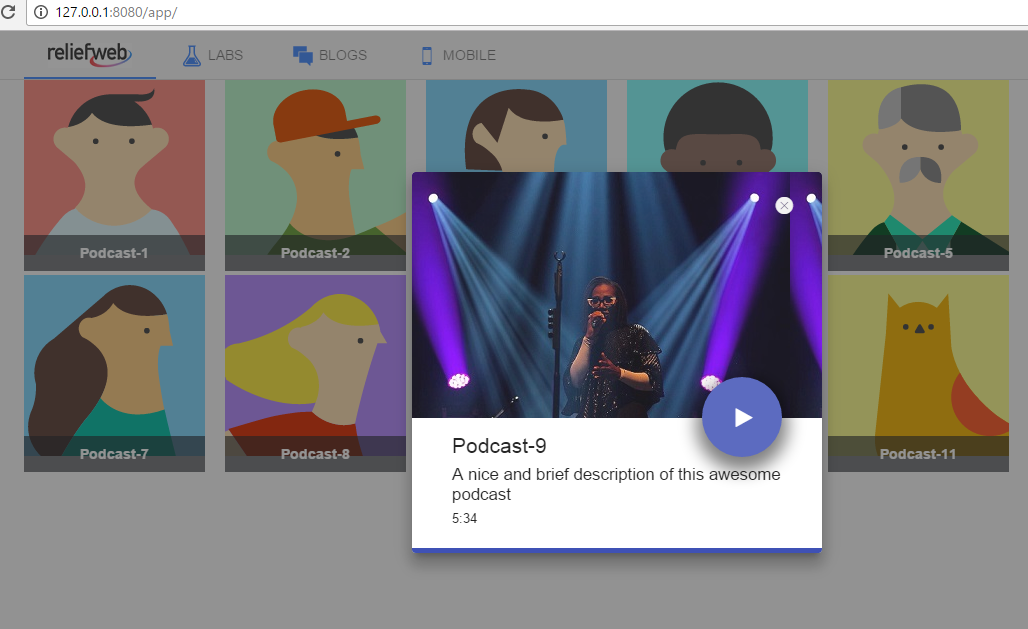 127.0.0.1:8080/app/
reliefweb
LABS
BLOGS
MOBILE
Podcast-1
Podcast-2
Podcast-5
Podcast-7
Podcast-8
Podcast-11
Podcast-9
A nice and brief description of this awesome
podcast
5:34